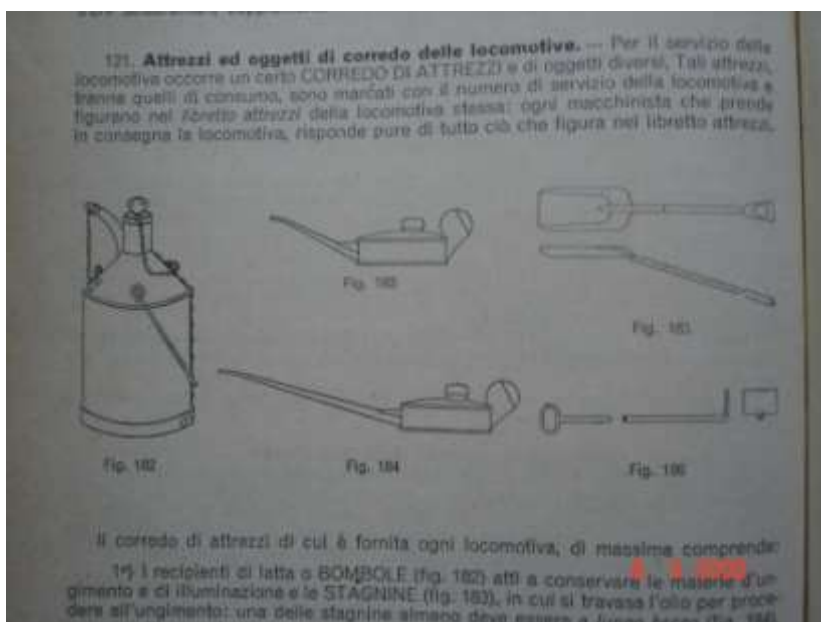 121. Attrezzi ed oggetti di corredo delle locomotive. — Per il servizio della
locomotiva occorre un certo CORREDO DI ATTREZZI e di oggetti diversi. Tali attrezzi,
tranne quelli di consumo, sono marcati con il numero di servizio della locomotiva e
figurano nel libretto attrezzi della locomotiva stessa: ogni macchinista che prende
in consegna la locomotiva, risponde pure di tutto ciò che figura nel libretto attrezzi.
Fig. 183
Fig. 182
Fig. 184
Fig. 186
Il corredo di attrezzi di cui è fornita ogni locomotiva, di massima comprende:
1°) I recipienti di latta o BOMBOLE (fig. 182) atti a conservare le materie d'un-
gimento e di illuminazione e le STAGNINE (fig. 183), in cui si travasa l'olio per proce-
dere all'ungimento: una delle stagnine almeno deve essere a lungo becco (fig. 184)